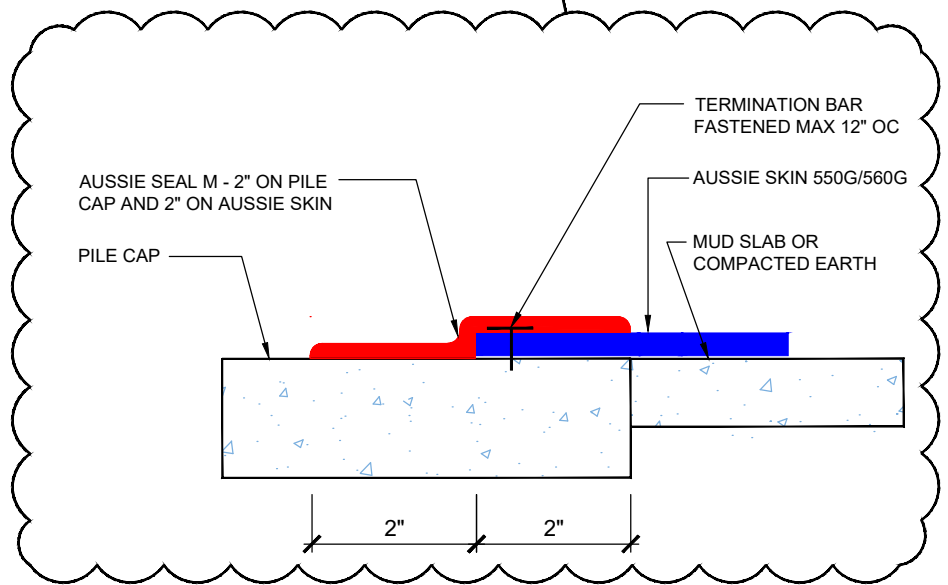 TERMINATION BAR
FASTENED MAX 12" OC
AUSSIE SEAL M - 2" ON PILE
CAP AND 2" ON AUSSIE SKIN
AUSSIE SKIN 550G/560G
PILE CAP
MUD SLAB OR
COMPACTED EARTH
2"
2"